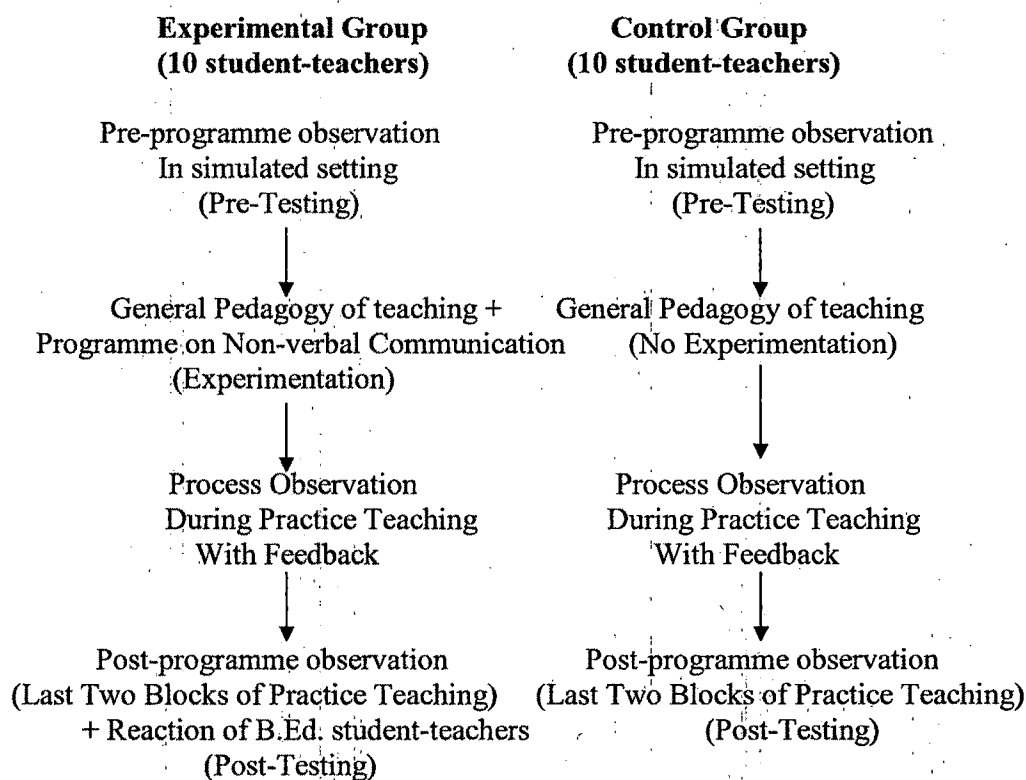 Experimental Group
(10 student-teachers)
Pre-programme observation
In simulated setting
(Pre-Testing)
General Pedagogy of teaching +
Programme on Non-verbal Communication
(Experimentation)
Process Observation
During Practice Teaching
With Feedback
Post-programme observation
(Last Two Blocks of Practice Teaching)
+ Reaction of B.Ed. student-teachers
(Post-Testing)
Control Group
(10 student-teachers)
Pre-programme observation
In simulated setting
(Pre-Testing)
General Pedagogy of teaching
(No Experimentation)
Process Observation
During Practice Teaching
With Feedback
Post-programme observation
(Last Two Blocks of Practice Teaching)
(Post-Testing)